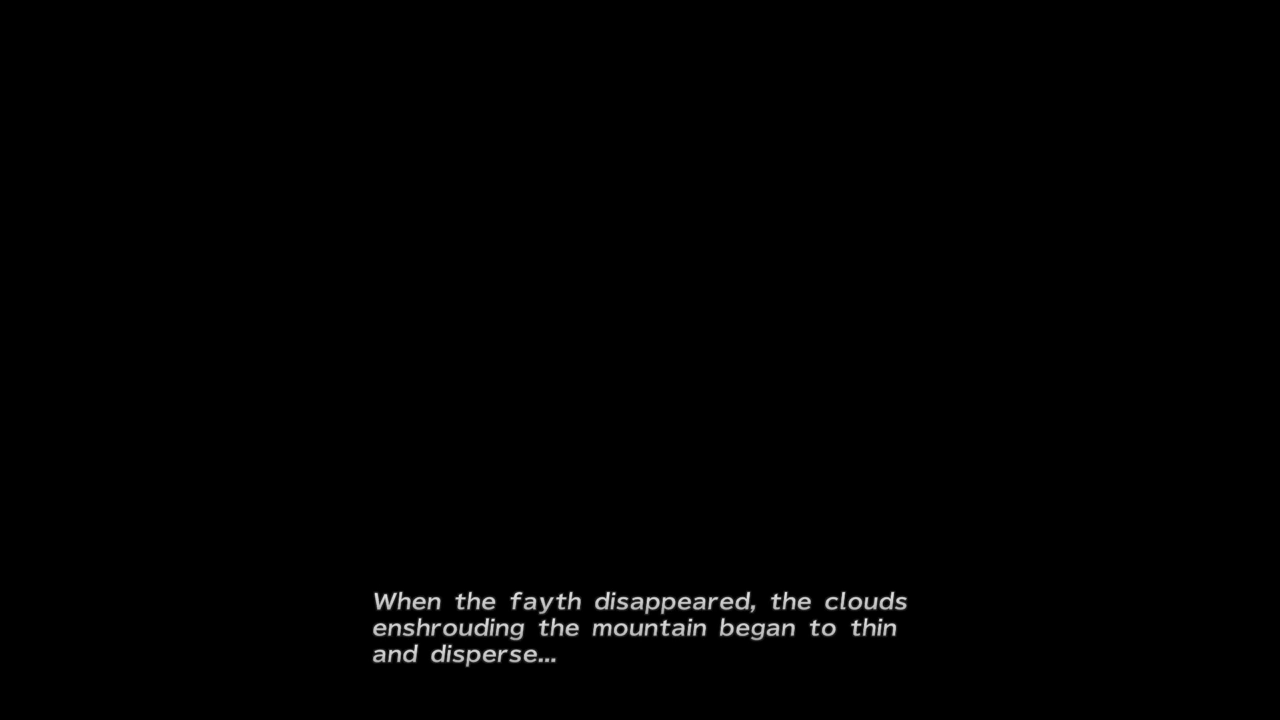 When the fayth disappeared, the clouds
enshrouding the mountain began to thin
and disperse...